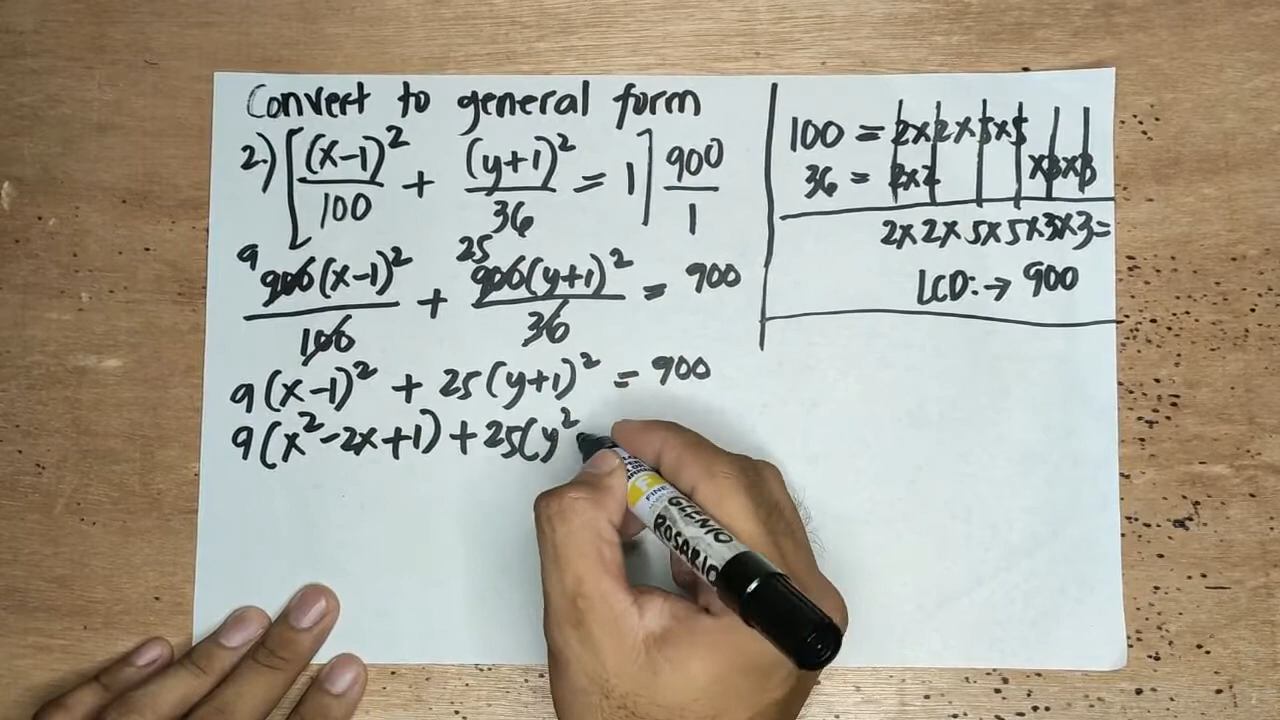 Convert to general form
2.) [(x-1)²/100 + (y+1)²/36 = 1] 900/1
9 25
900(x-1)²/100 + 900(y+1)²/36 = 900
9(x-1)² + 25(y+1)² = 900
9(x²-2x+1)+25(y²
100 = 2x2x5x5
36 = 2x2 x3x3
2x2x5x5x3x3=
LCD:→ 900
FINE
GLENIO
ROSARIO